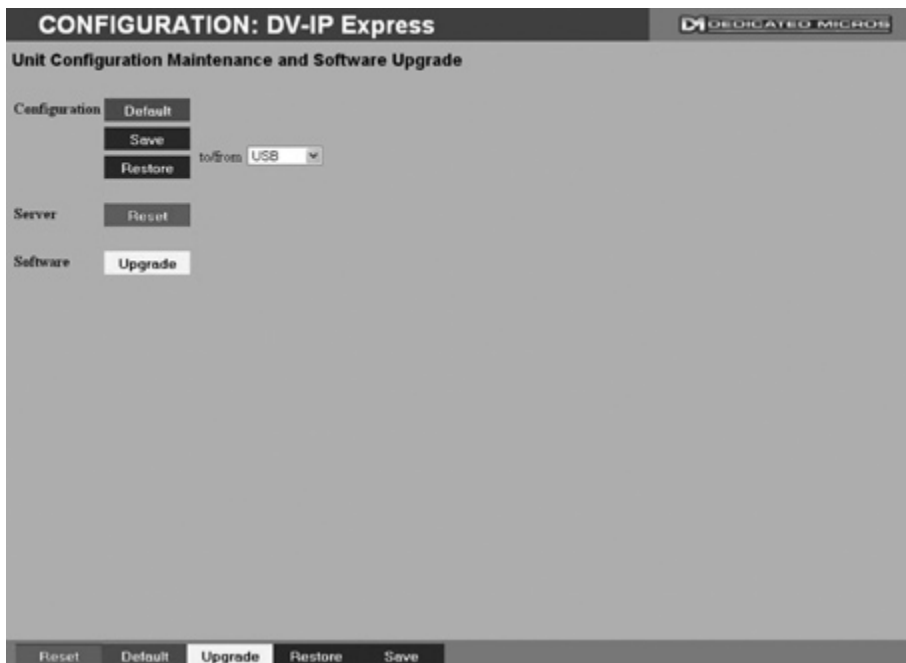 CONFIGURATION: DV-IP Express
DEDICATED MICROS
Unit Configuration Maintenance and Software Upgrade
Configuration Default
Save
to/from USB
Restore
Server Reset
Software Upgrade
Reset Default Upgrade Restore Save